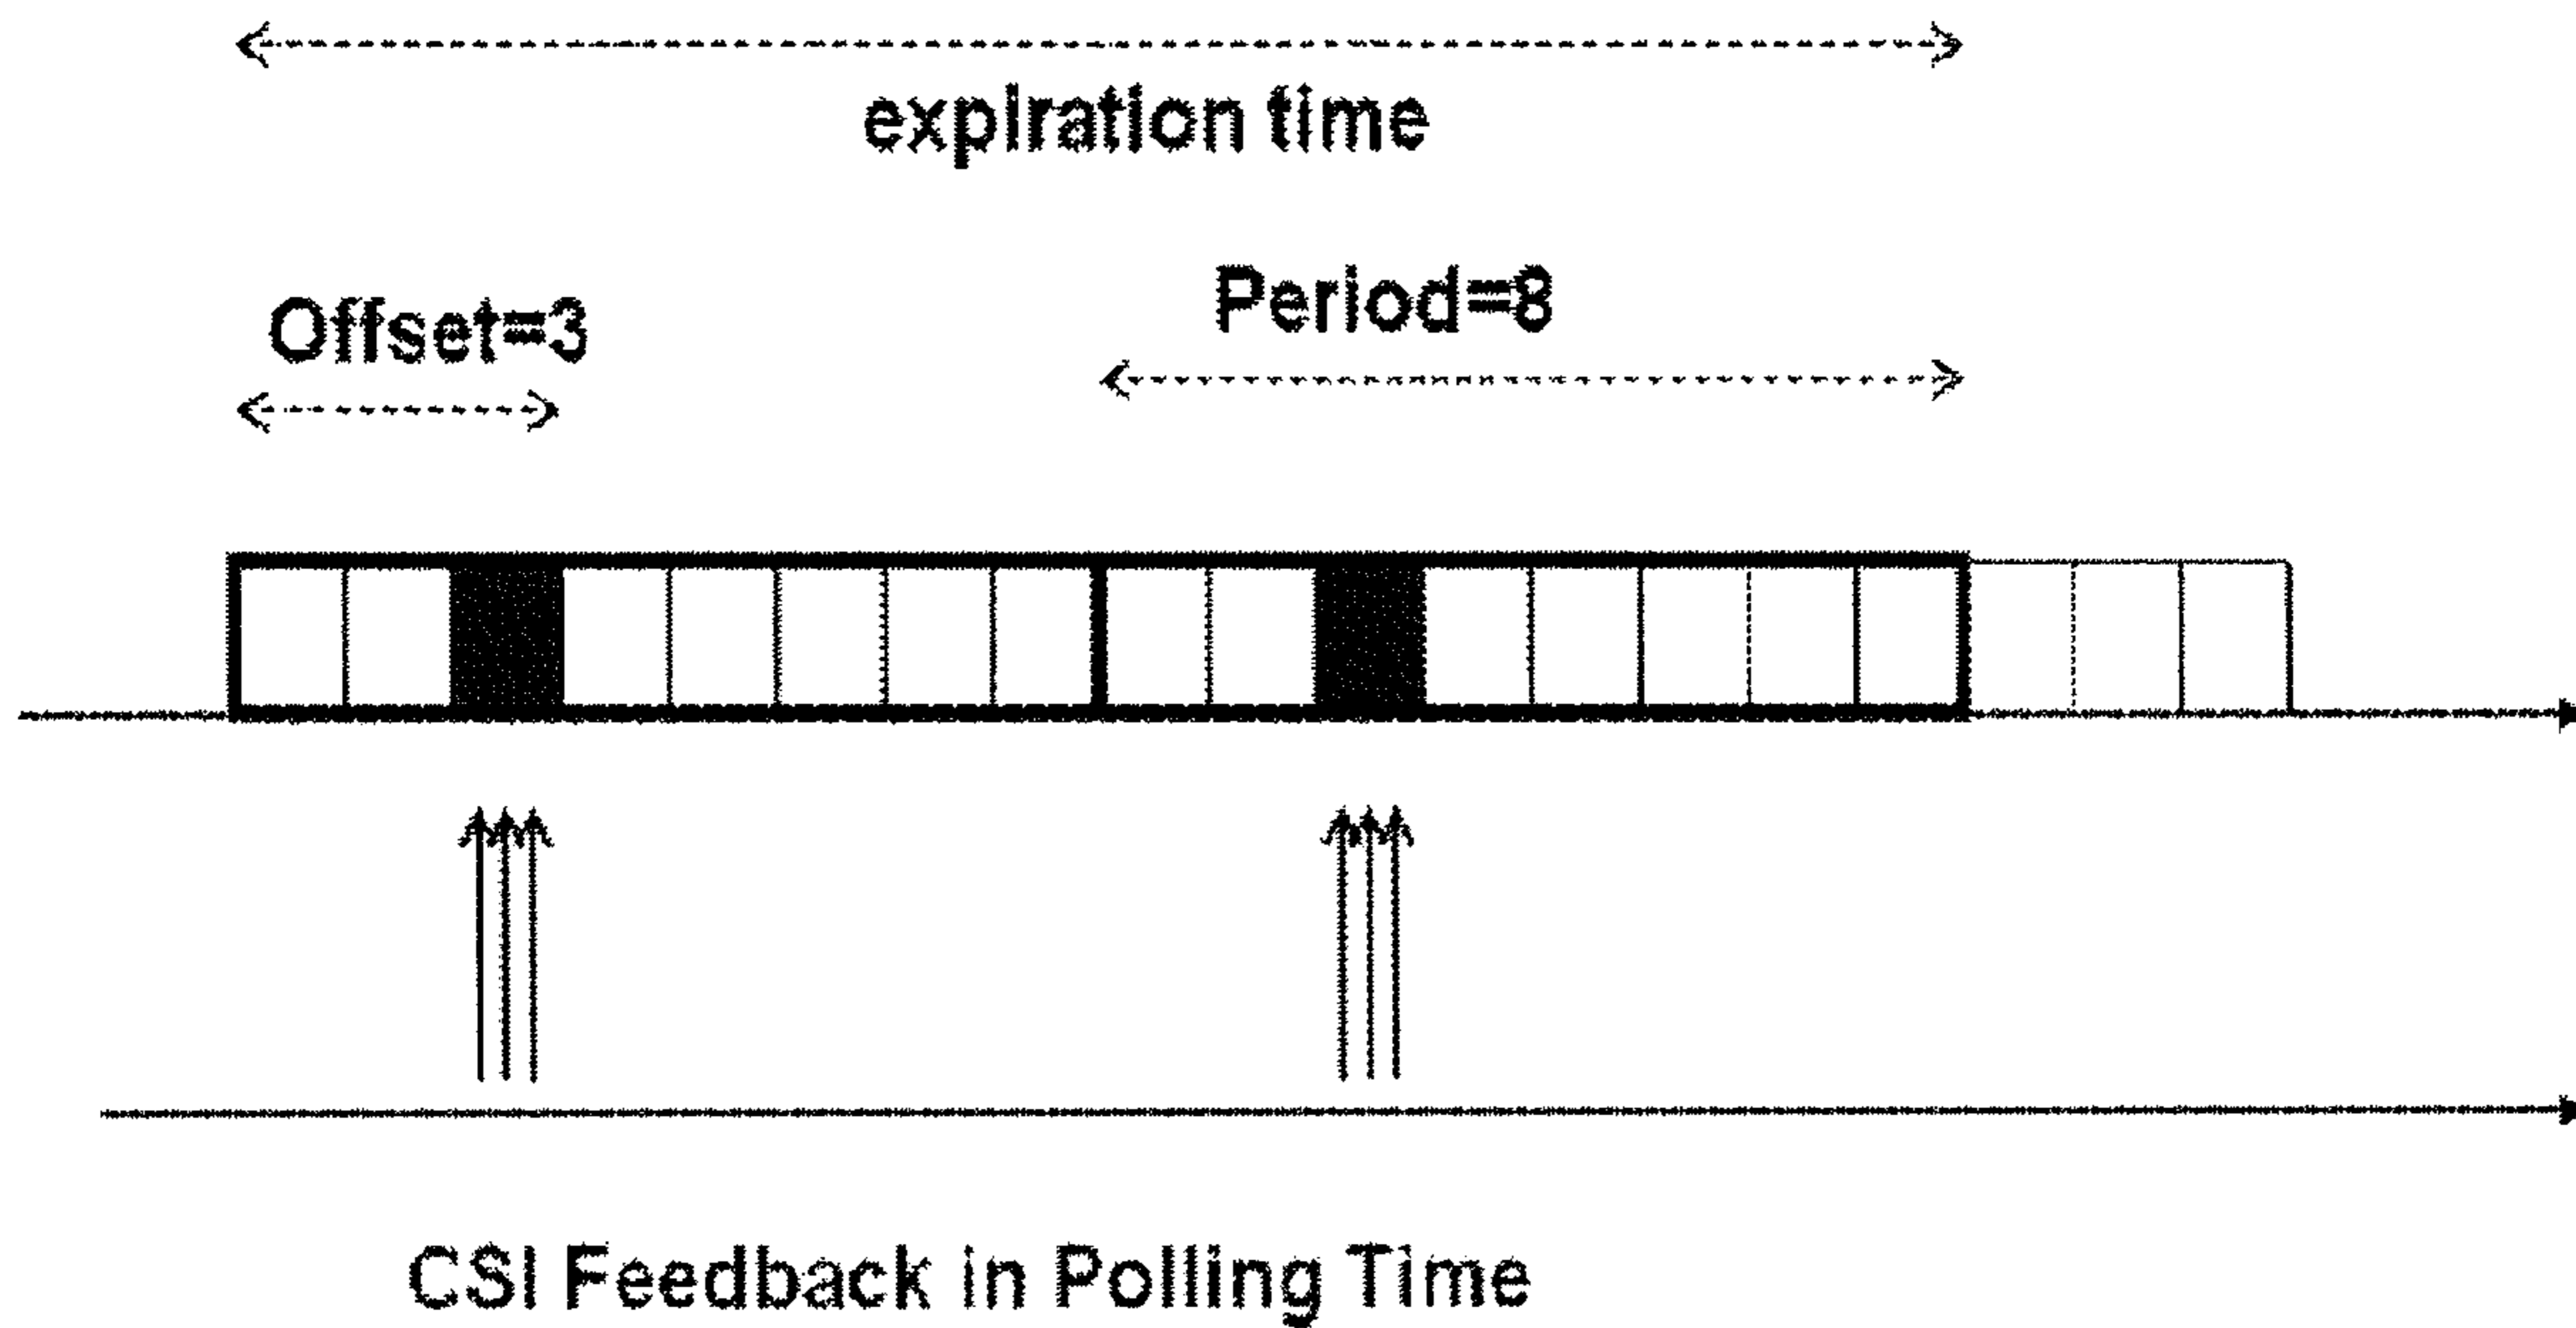 expiration time
Period=8
Offset=3
CSI Feedback in Polling Time